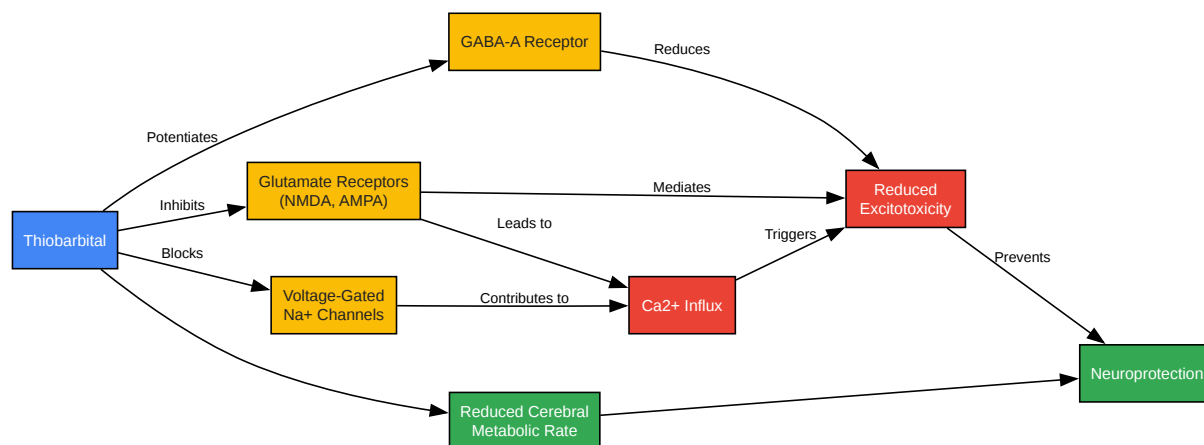 GABA-A Receptor
Reduces
Potentiates
Glutamate Receptors
(NMDA, AMPA)
Mediates
Reduced
Excitotoxicity
Inhibits
Thiobarbital
Leads to
Triggers
Blocks
Prevents
Voltage-Gated
Na+ Channels
Contributes to
Ca2+ Influx
Neuroprotection
Reduced Cerebral
Metabolic Rate